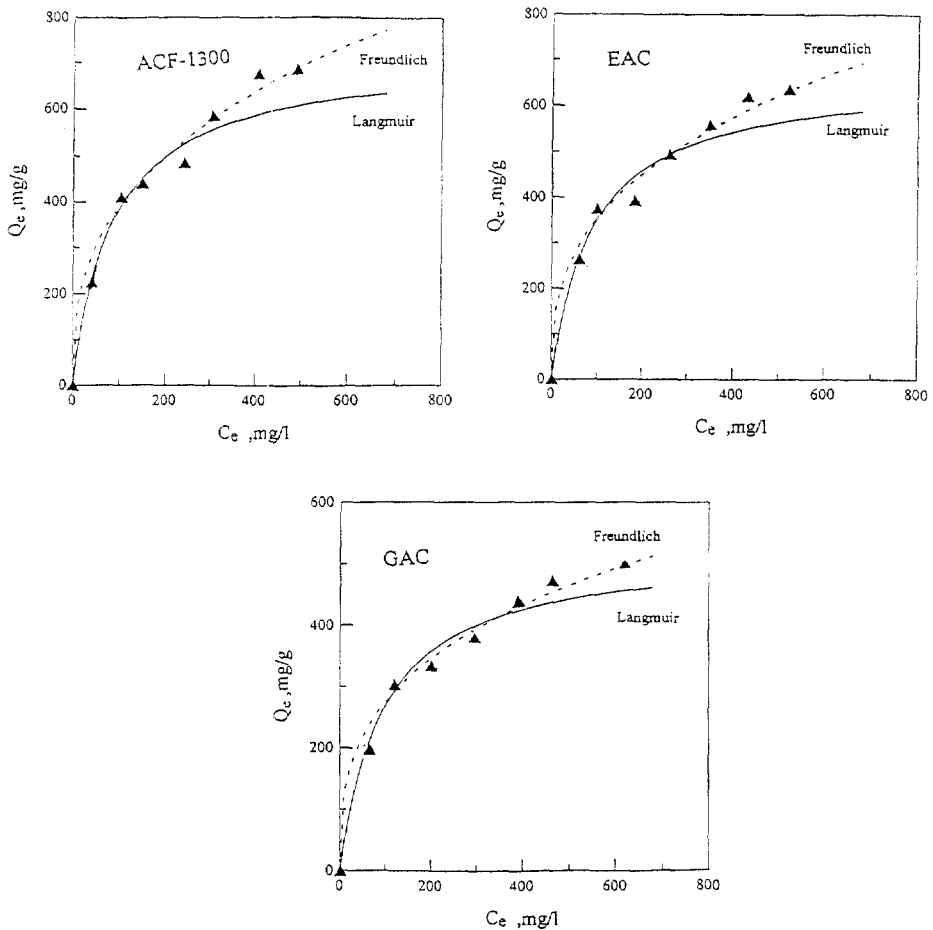 800
ACF-1300
Freundlich
600
Langmuir
400
200
0
0 200 400 600 800
Qe ,mg/g
Ce ,mg/l
800
EAC
Freundlich
600
Langmuir
400
200
0
0 200 400 600 800
Qe ,mg/g
Ce ,mg/l
600
Freundlich
GAC
400
Langmuir
200
0
0 200 400 600 800
Qe ,mg/g
Ce ,mg/l